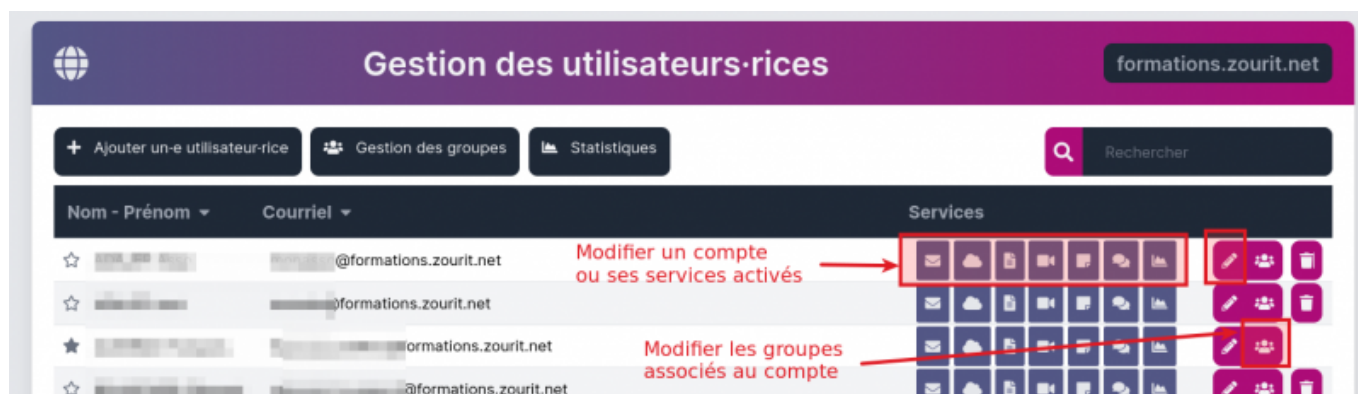 Gestion des utilisateurs·rices
formations.zourit.net
Ajouter un·e utilisateur·rice
Gestion des groupes
Statistiques
Rechercher
Nom - Prénom
Courriel
Services
@formations.zourit.net
Modifier un compte
ou ses services activés
@formations.zourit.net
ormations.zourit.net
Modifier les groupes
associés au compte
@formations.zourit.net